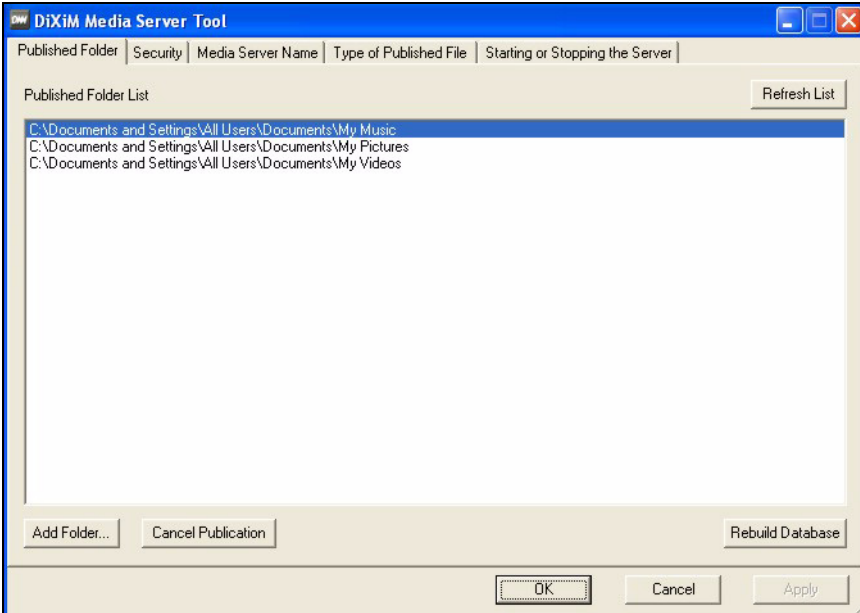 DW DiXiM Media Server Tool
Published Folder Security Media Server Name Type of Published File Starting or Stopping the Server
Published Folder List Refresh List
C:\Documents and Settings\All Users\Documents\My Music
C:\Documents and Settings\All Users\Documents\My Pictures
C:\Documents and Settings\All Users\Documents\My Videos
Add Folder... Cancel Publication Rebuild Database
OK Cancel Apply